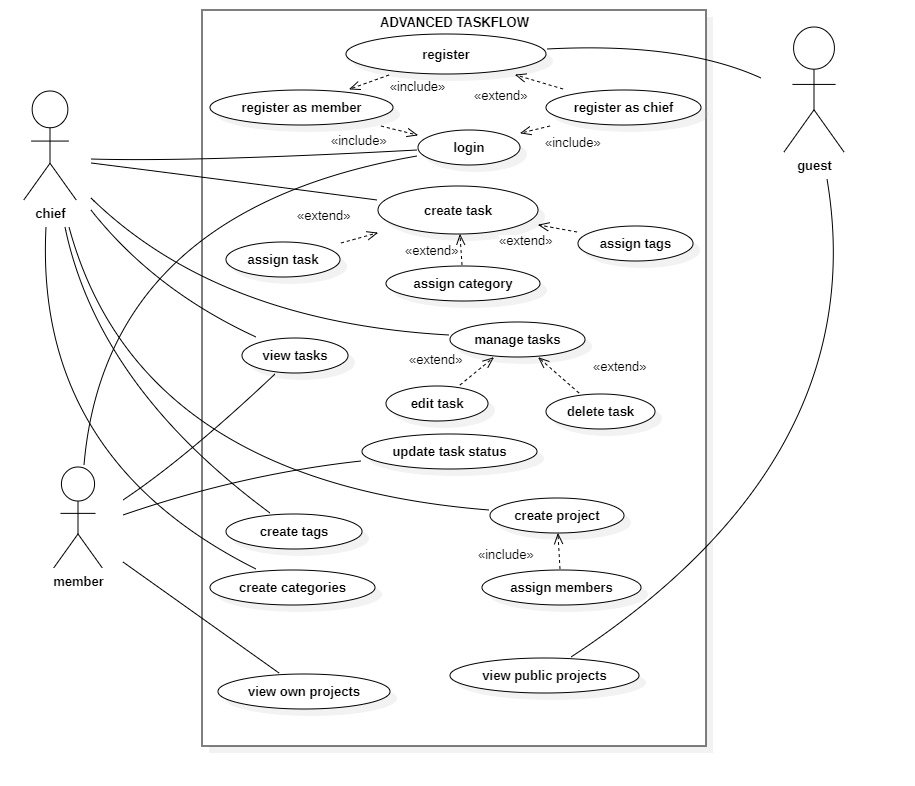 ADVANCED TASKFLOW
register
«include»
«extend»
register as member
register as chief
«include»
«include»
login
guest
chief
create task
«extend»
«extend»
«extend»
assign tags
assign task
assign category
manage tasks
view tasks
«extend»
«extend»
edit task
delete task
update task status
create project
create tags
«include»
member
create categories
assign members
view public projects
view own projects